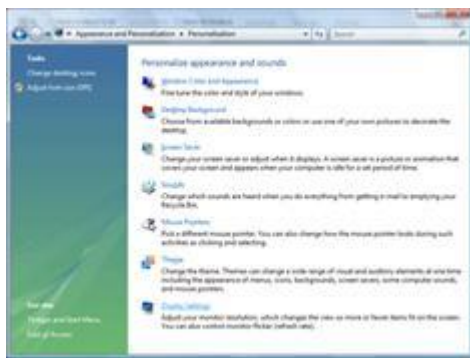 Appearance and Personalization ▸ Personalization
Search
Tasks
Change desktop icons
Adjust font size (DPI)
Personalize appearance and sounds
Window Color and Appearance
Fine tune the color and style of your windows.
Desktop Background
Choose from available backgrounds or colors or use one of your own pictures to decorate the
desktop.
Screen Saver
Change your screen saver or adjust when it displays. A screen saver is a picture or animation that
covers your screen and appears when your computer is idle for a set period of time.
Sounds
Change which sounds are heard when you do everything from getting e-mail to emptying your
Recycle Bin.
Mouse Pointers
Pick a different mouse pointer. You can also change how the mouse pointer looks during such
activities as clicking and selecting.
Theme
Change the theme. Themes can change a wide range of visual and auditory elements at one time
including the appearance of menus, icons, backgrounds, screen savers, some computer sounds,
and mouse pointers.
Display Settings
Adjust your monitor resolution, which changes the view so more or fewer items fit on the screen.
You can also control monitor flicker (refresh rate).
See also
Taskbar and Start Menu
Ease of Access